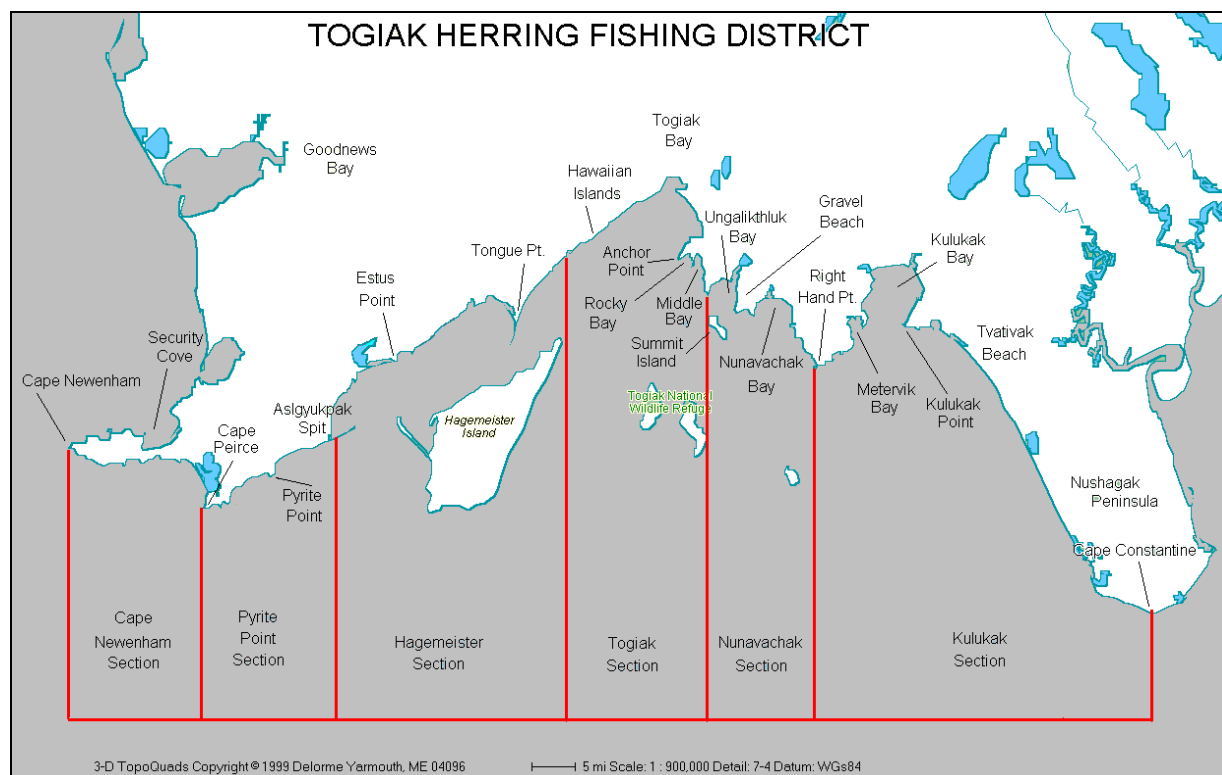 TOGIAK HERRING FISHING DISTRICT
Goodnews
Bay
Togiak
Bay
Hawaiian
Islands
Ungalikthluk
Bay
Gravel
Beach
Kulukak
Bay
Tongue Pt.
Anchor
Point
Estus
Point
Right
Hand Pt.
Rocky
Bay
Middle
Bay
Security
Cove
Summit
Island
Tvativak
Beach
Nunavachak
Bay
Cape Newenham
Metervik
Bay
Kulukak
Point
Togiak National
Wildlife Refuge
Aslgyukpak
Spit
Hagemeister
Island
Cape
Peirce
Pyrite
Point
Nushagak
Peninsula
Cape Constantine
Cape
Newenham
Section
Pyrite
Point
Section
Hagemeister
Section
Togiak
Section
Nunavachak
Section
Kulukak
Section
3-D TopoQuads Copyright © 1999 Delorme Yarmouth, ME 04096
5 mi Scale: 1 : 900,000 Detail: 7-4 Datum: WGs84